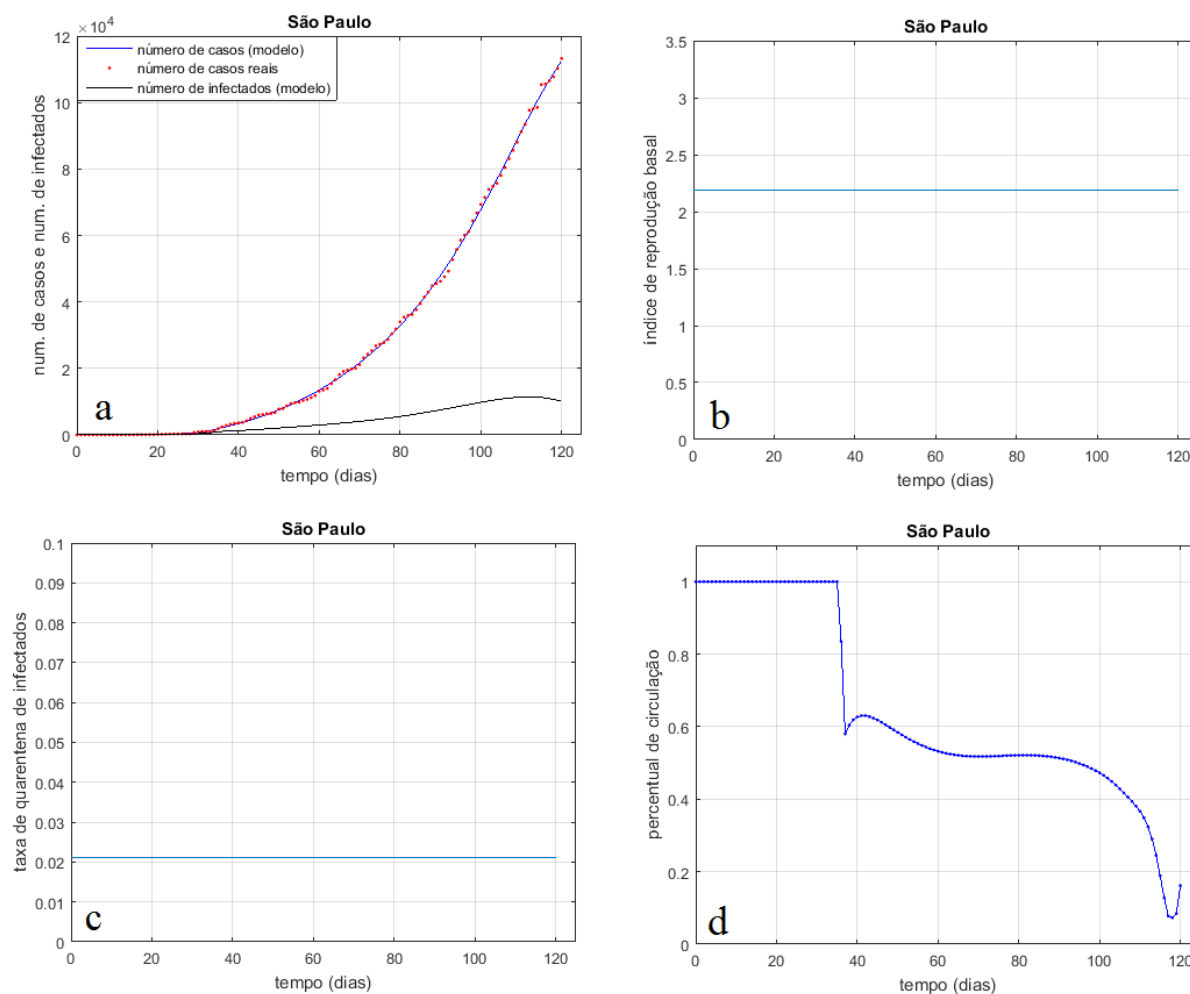 São Paulo
×10⁴
12
10
8
6
4
2
0
num. de casos e num. de infectados
número de casos (modelo)
número de casos reais
número de infectados (modelo)
a
0 20 40 60 80 100 120
tempo (dias)
São Paulo
3.5
3
2.5
2
1.5
1
0.5
0
índice de reprodução basal
b
0 20 40 60 80 100 120
tempo (dias)
São Paulo
0.1
0.09
0.08
0.07
0.06
0.05
0.04
0.03
0.02
0.01
0
taxa de quarentena de infectados
c
0 20 40 60 80 100 120
tempo (dias)
São Paulo
1
0.8
0.6
0.4
0.2
0
percentual de circulação
d
0 20 40 60 80 100 120
tempo (dias)